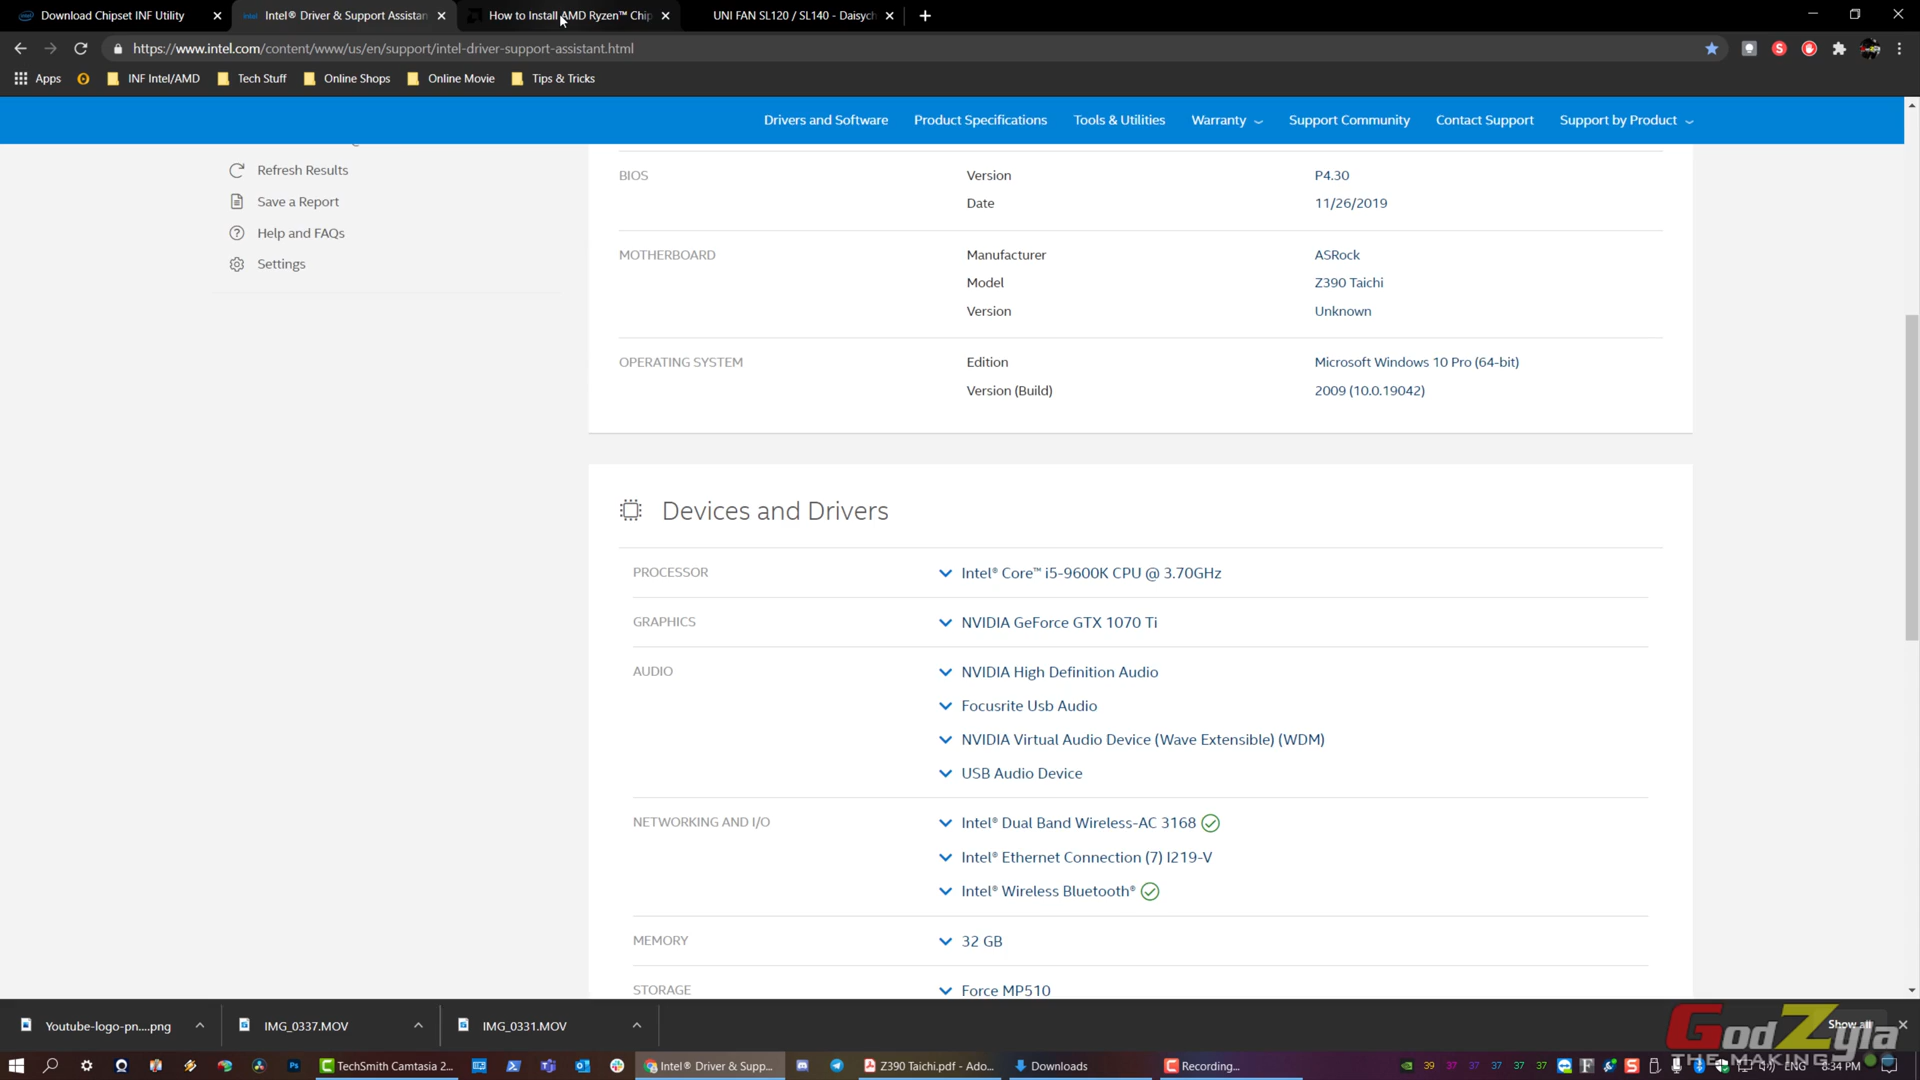 Download Chipset INF Utility
Intel® Driver & Support Assistan
How to Install AMD Ryzen™ Chip
UNI FAN SL120 / SL140 - Daisych
https://www.intel.com/content/www/us/en/support/intel-driver-support-assistant.html
Apps
INF Intel/AMD
Tech Stuff
Online Shops
Online Movie
Tips & Tricks
Drivers and Software
Product Specifications
Tools & Utilities
Warranty
Support Community
Contact Support
Support by Product
Refresh Results
Save a Report
Help and FAQs
Settings
BIOS Version P4.30
Date 11/26/2019
MOTHERBOARD Manufacturer ASRock
Model Z390 Taichi
Version Unknown
OPERATING SYSTEM Edition Microsoft Windows 10 Pro (64-bit)
Version (Build) 2009 (10.0.19042)
Devices and Drivers
PROCESSOR Intel® Core™ i5-9600K CPU @ 3.70GHz
GRAPHICS NVIDIA GeForce GTX 1070 Ti
AUDIO NVIDIA High Definition Audio
Focusrite Usb Audio
NVIDIA Virtual Audio Device (Wave Extensible) (WDM)
USB Audio Device
NETWORKING AND I/O Intel® Dual Band Wireless-AC 3168
Intel® Ethernet Connection (7) I219-V
Intel® Wireless Bluetooth®
MEMORY 32 GB
STORAGE Force MP510
Youtube-logo-pn....png
IMG_0337.MOV
IMG_0331.MOV
Show all
GodZyla
THE MAKING
TechSmith Camtasia 2...
Intel® Driver & Supp...
Z390 Taichi.pdf - Ado...
Downloads
Recording...
39 37 37 37 37 37
ENG
8:34 PM